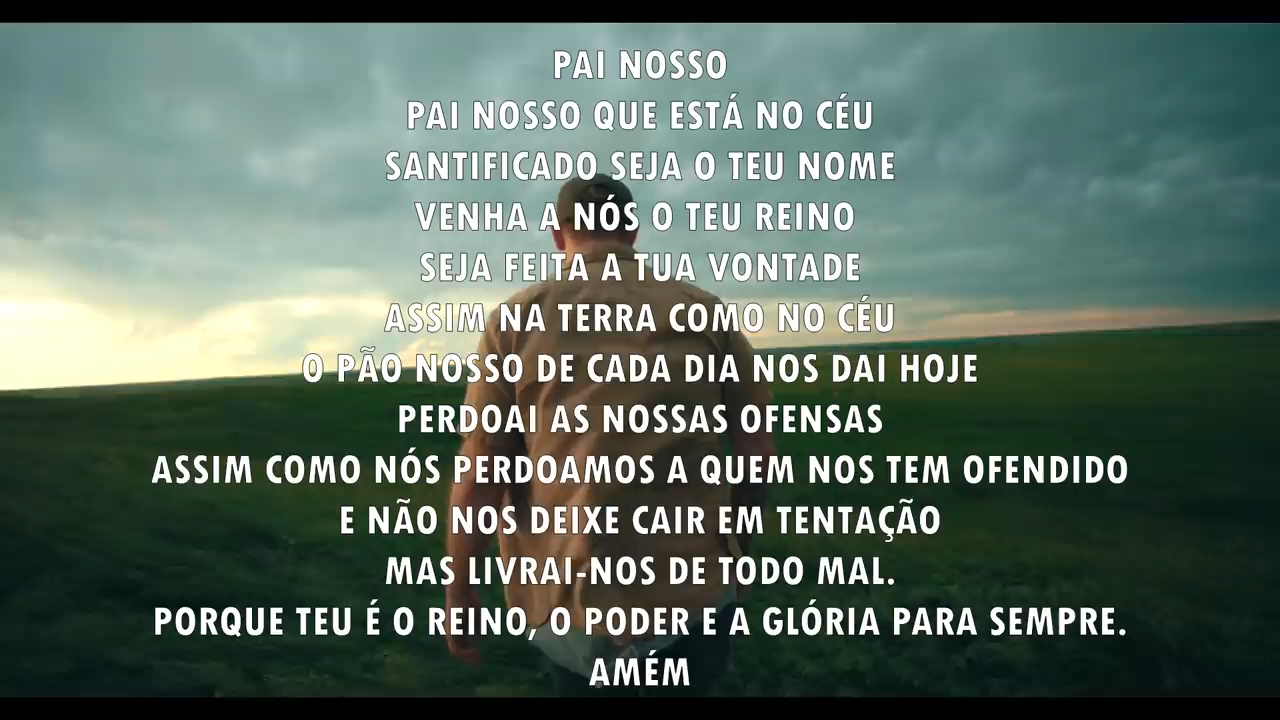 PAI NOSSO
PAI NOSSO QUE ESTÁ NO CÉU
SANTIFICADO SEJA O TEU NOME
VENHA A NÓS O TEU REINO
SEJA FEITA A TUA VONTADE
ASSIM NA TERRA COMO NO CÉU
O PÃO NOSSO DE CADA DIA NOS DAI HOJE
PERDOAI AS NOSSAS OFENSAS
ASSIM COMO NÓS PERDOAMOS A QUEM NOS TEM OFENDIDO
E NÃO NOS DEIXE CAIR EM TENTAÇÃO
MAS LIVRAI-NOS DE TODO MAL.
PORQUE TEU É O REINO, O PODER E A GLÓRIA PARA SEMPRE.
AMÉM